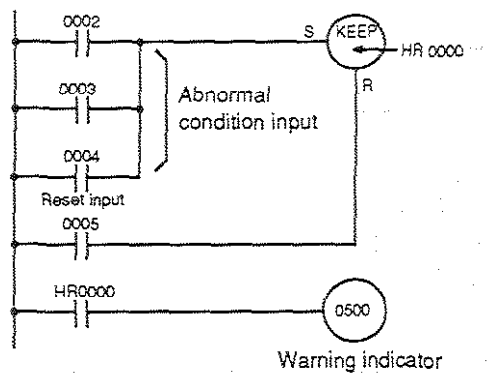 0002
S
KEEP
HR 0000
0003
R
Abnormal
condition input
0004
Reset input
0005
HR0000
0500
Warning indicator